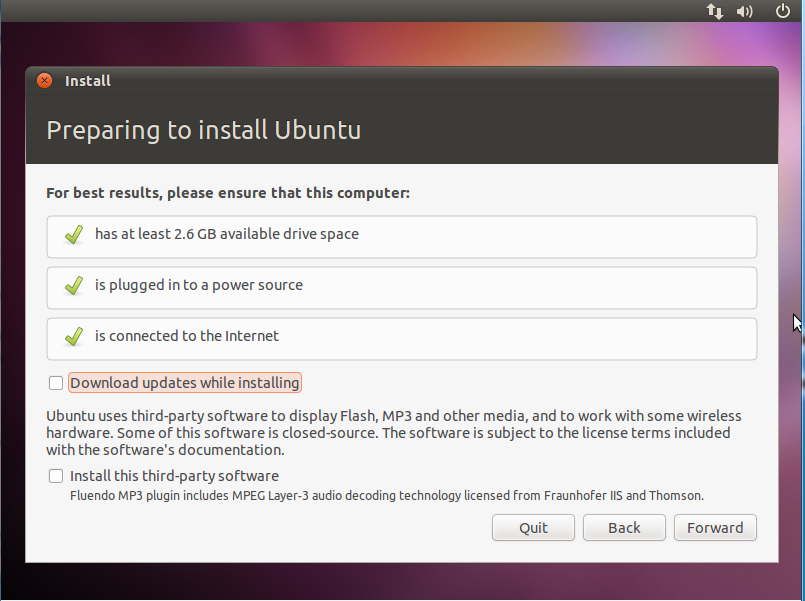 Install
Preparing to install Ubuntu
For best results, please ensure that this computer:
has at least 2.6 GB available drive space
is plugged in to a power source
is connected to the Internet
Download updates while installing
Ubuntu uses third-party software to display Flash, MP3 and other media, and to work with some wireless
hardware. Some of this software is closed-source. The software is subject to the license terms included
with the software's documentation.
Install this third-party software
Fluendo MP3 plugin includes MPEG Layer-3 audio decoding technology licensed from Fraunhofer IIS and Thomson.
Quit Back Forward